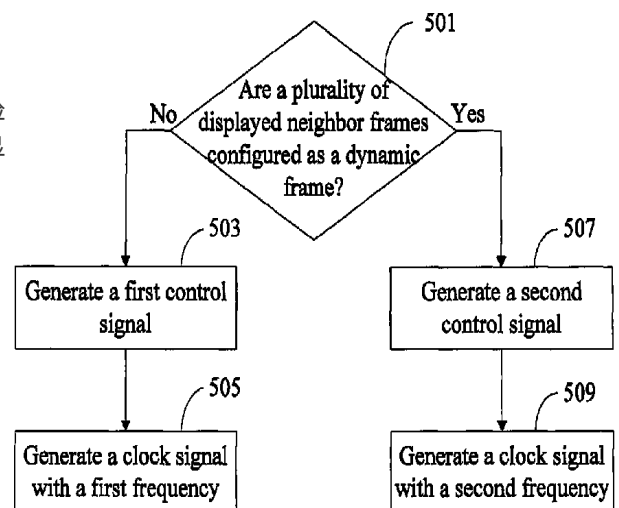 501
Are a plurality of
displayed neighbor frames
configured as a dynamic
frame?
No
Yes
503
Generate a first control
signal
507
Generate a second
control signal
505
Generate a clock signal
with a first frequency
509
Generate a clock signal
with a second frequency